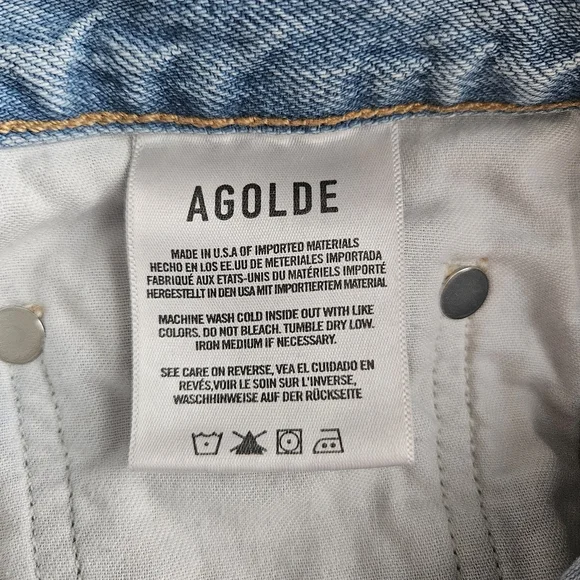 AGOLDE
MADE IN U.S.A OF IMPORTED MATERIALS
HECHO EN LOS EE.UU DE METERIALES IMPORTADA
FABRIQUÉ AUX ETATS-UNIS DU MATÉRIELS IMPORTÉ
HERGESTELLT IN DEN USA MIT IMPORTIERTEM MATERIAL
MACHINE WASH COLD INSIDE OUT WITH LIKE
COLORS. DO NOT BLEACH. TUMBLE DRY LOW.
IRON MEDIUM IF NECESSARY.
SEE CARE ON REVERSE, VEA EL CUIDADO EN
REVÉS,VOIR LE SOIN SUR L'INVERSE,
WASCHHINWEISE AUF DER RÜCKSEITE